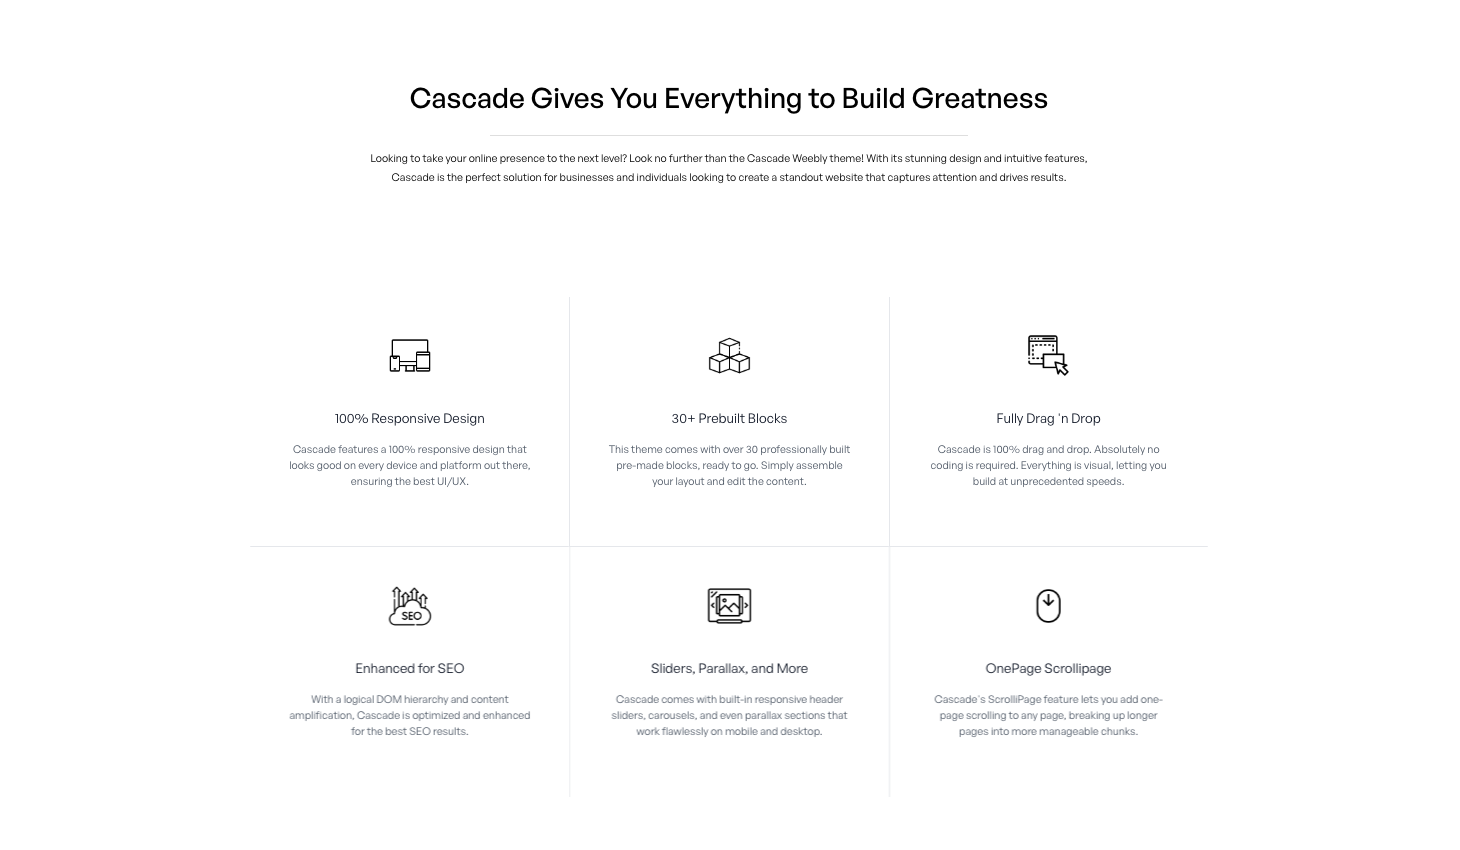 Cascade Gives You Everything to Build Greatness
Looking to take your online presence to the next level? Look no further than the Cascade Weebly theme! With its stunning design and intuitive features,
Cascade is the perfect solution for businesses and individuals looking to create a standout website that captures attention and drives results.
100% Responsive Design
Cascade features a 100% responsive design that
looks good on every device and platform out there,
ensuring the best UI/UX.
30+ Prebuilt Blocks
This theme comes with over 30 professionally built
pre-made blocks, ready to go. Simply assemble
your layout and edit the content.
Fully Drag 'n Drop
Cascade is 100% drag and drop. Absolutely no
coding is required. Everything is visual, letting you
build at unprecedented speeds.
SEO
Enhanced for SEO
With a logical DOM hierarchy and content
amplification, Cascade is optimized and enhanced
for the best SEO results.
Sliders, Parallax, and More
Cascade comes with built-in responsive header
sliders, carousels, and even parallax sections that
work flawlessly on mobile and desktop.
OnePage Scrollipage
Cascade's ScrolliPage feature lets you add one-
page scrolling to any page, breaking up longer
pages into more manageable chunks.